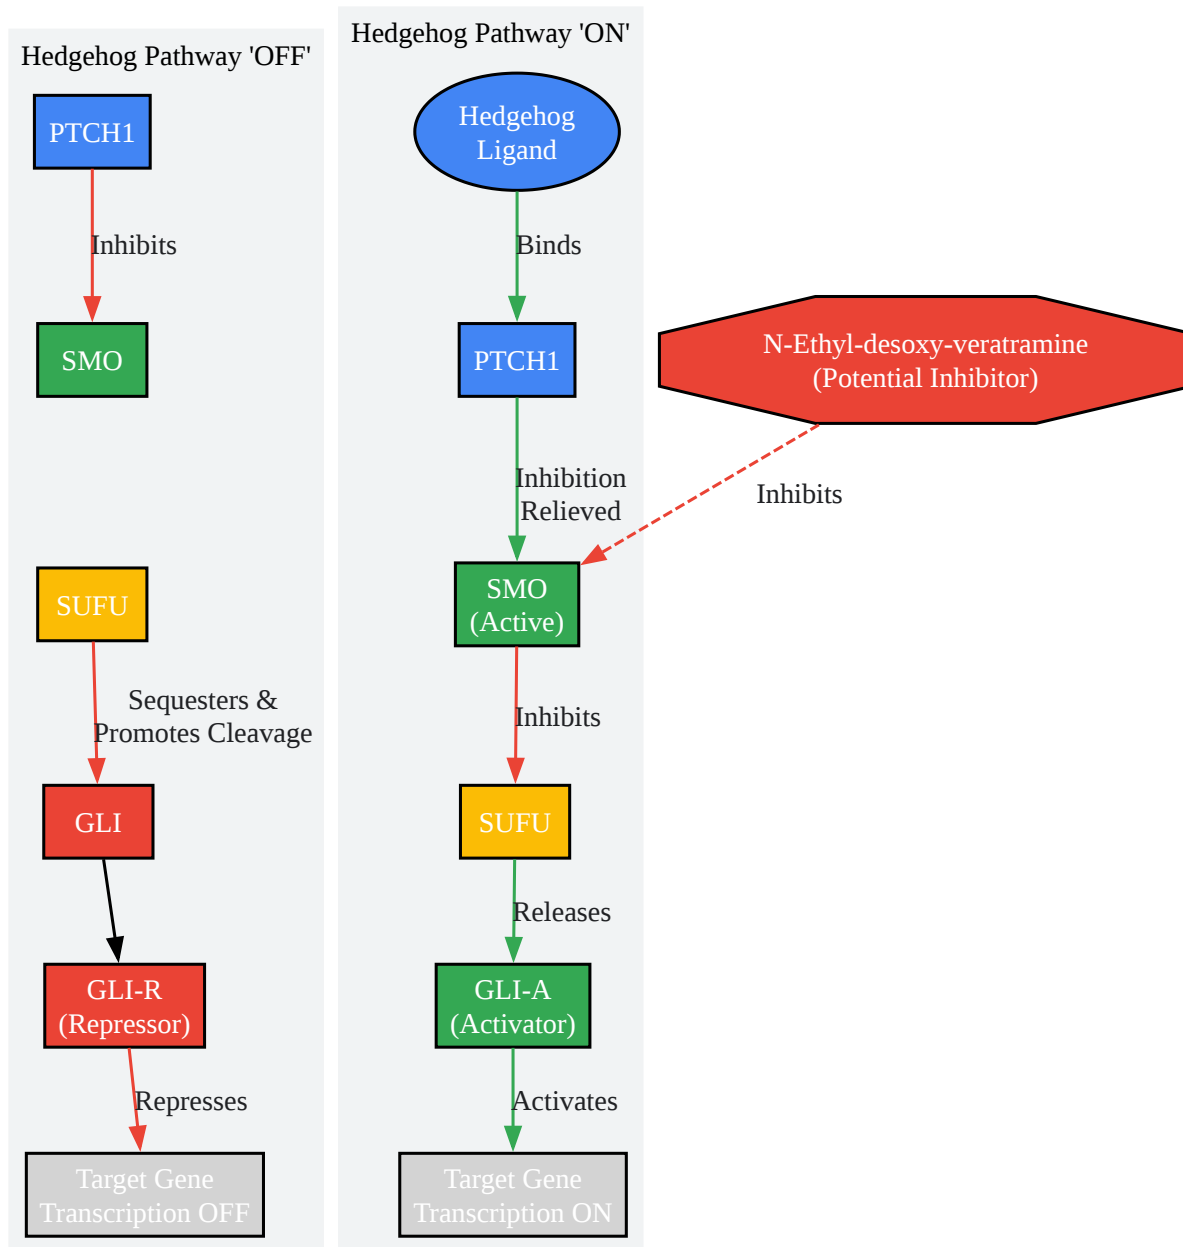 Hedgehog Pathway 'OFF'
PTCH1
Inhibits
SMO
SUFU
Sequesters &
Promotes Cleavage
GLI
GLI-R
(Repressor)
Represses
Target Gene
Transcription OFF
Hedgehog Pathway 'ON'
Hedgehog
Ligand
Binds
PTCH1
Inhibition
Relieved
SMO
(Active)
Inhibits
SUFU
Releases
GLI-A
(Activator)
Activates
Target Gene
Transcription ON
N-Ethyl-desoxy-veratramine
(Potential Inhibitor)
Inhibits